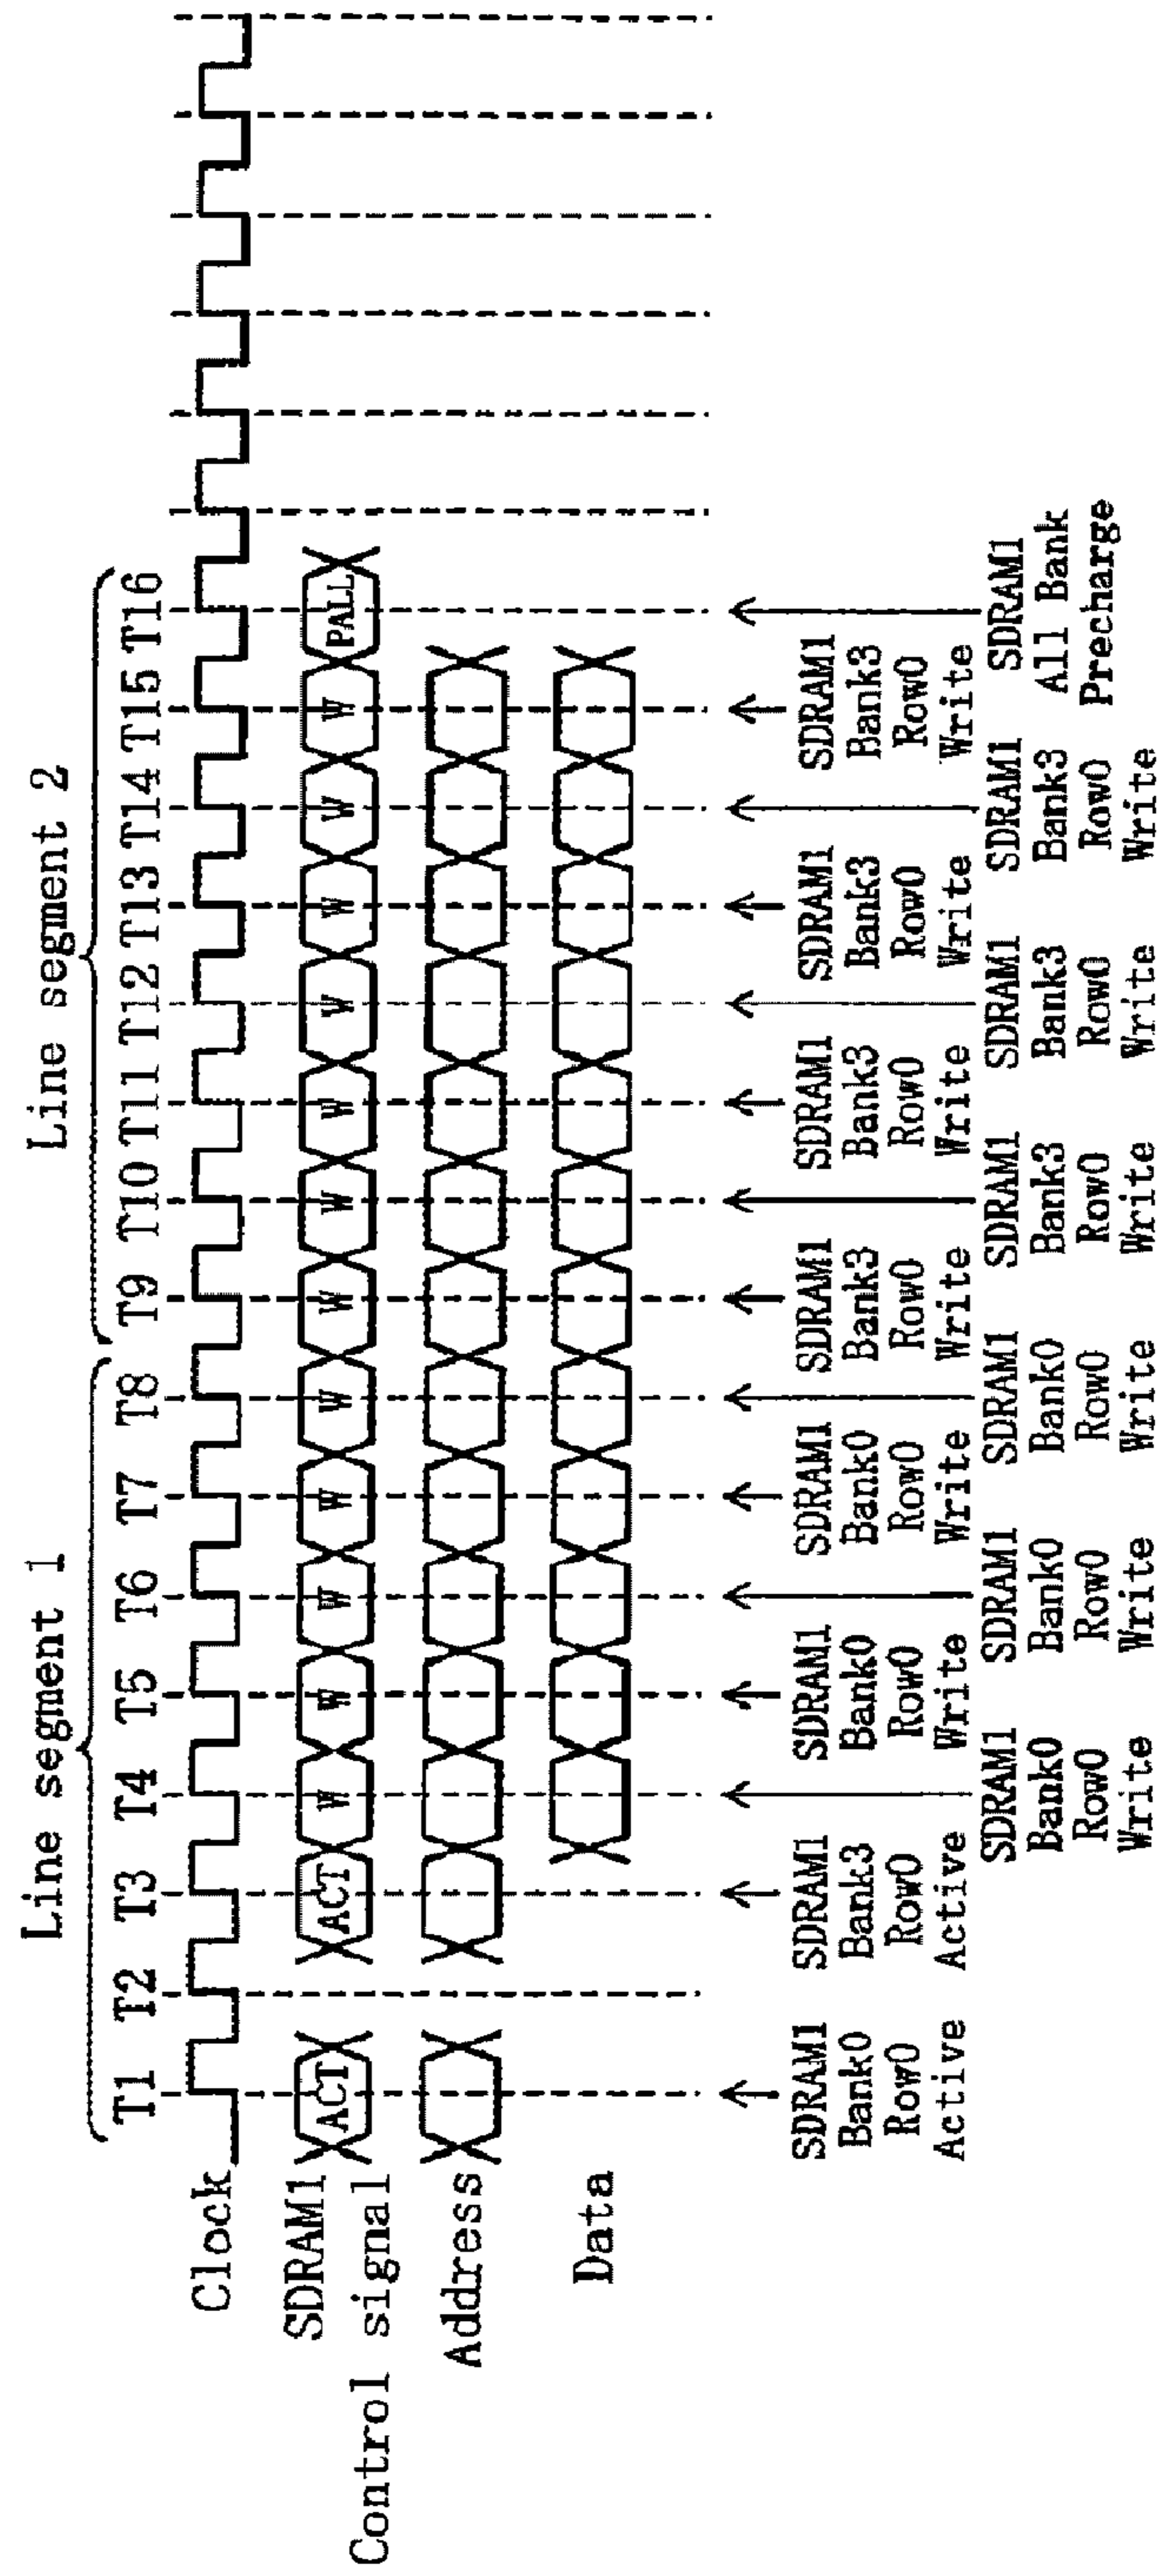 Line segment 1
Line segment 2
T1 T2 T3 T4 T5 T6 T7 T8 T9 T10 T11 T12 T13 T14 T15 T16
Clock
SDRAM1
Control signal
ACT ACT W W W W W W W W W W W W PALL
Address
Data
SDRAM1
Bank0
Row0
Active
SDRAM1
Bank3
Row0
Active
SDRAM1
Bank0
Row0
Write
SDRAM1
Bank0
Row0
Write
SDRAM1
Bank0
Row0
Write
SDRAM1
Bank0
Row0
Write
SDRAM1
Bank0
Row0
Write
SDRAM1
Bank3
Row0
Write
SDRAM1
Bank3
Row0
Write
SDRAM1
Bank3
Row0
Write
SDRAM1
Bank3
Row0
Write
SDRAM1
Bank3
Row0
Write
SDRAM1
Bank3
Row0
Write
SDRAM1
Bank3
Row0
Write
SDRAM1
All Bank
Precharge